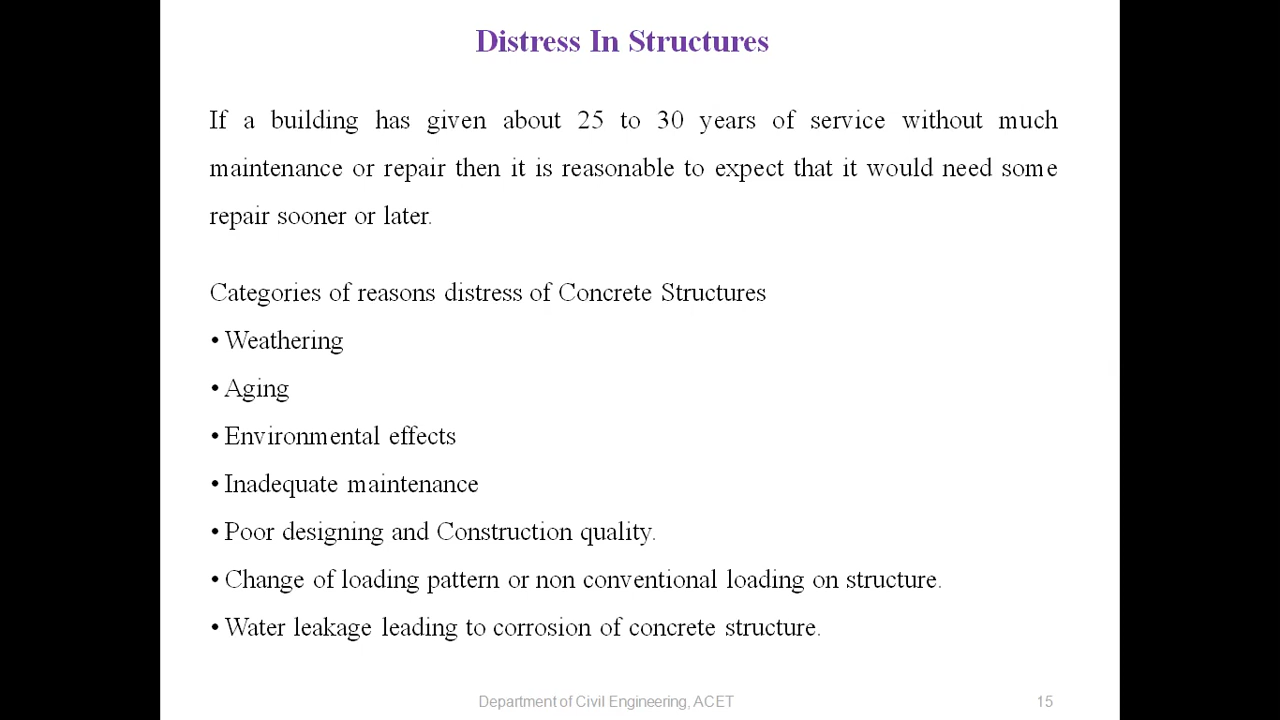 Distress In Structures
If a building has given about 25 to 30 years of service without much
maintenance or repair then it is reasonable to expect that it would need some
repair sooner or later.
Categories of reasons distress of Concrete Structures
• Weathering
• Aging
• Environmental effects
• Inadequate maintenance
• Poor designing and Construction quality.
• Change of loading pattern or non conventional loading on structure.
• Water leakage leading to corrosion of concrete structure.
Department of Civil Engineering, ACET
15